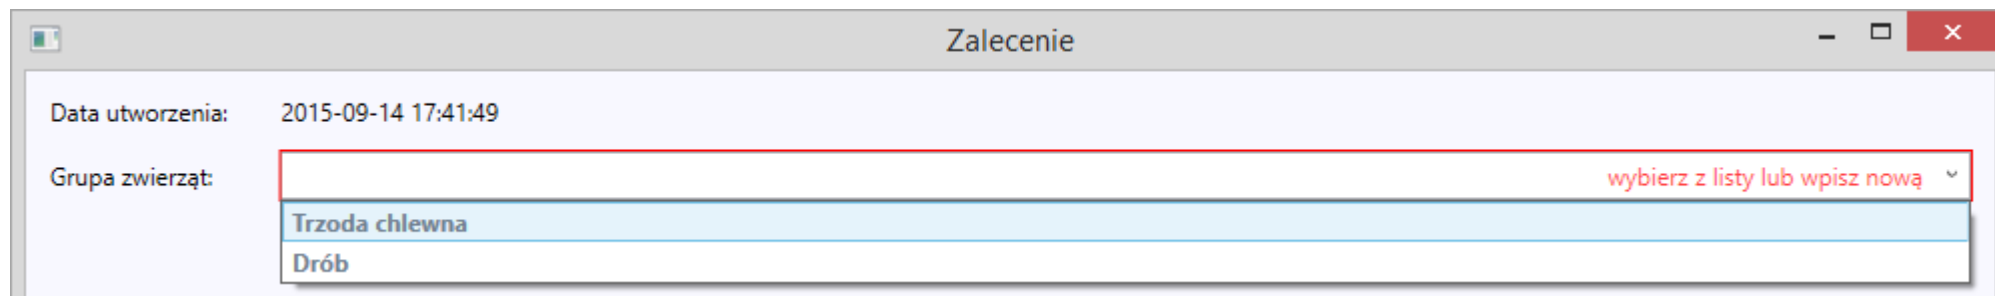 Zalecenie
Data utworzenia: 2015-09-14 17:41:49
Grupa zwierząt: wybierz z listy lub wpisz nową
Trzoda chlewna
Drób